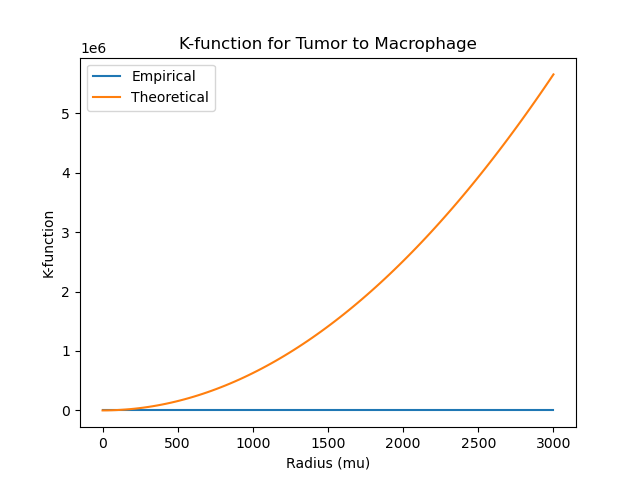 K-function for Tumor to Macrophage
1e6
Empirical
Theoretical
5
4
3
2
1
0
K-function
0 500 1000 1500 2000 2500 3000
Radius (mu)